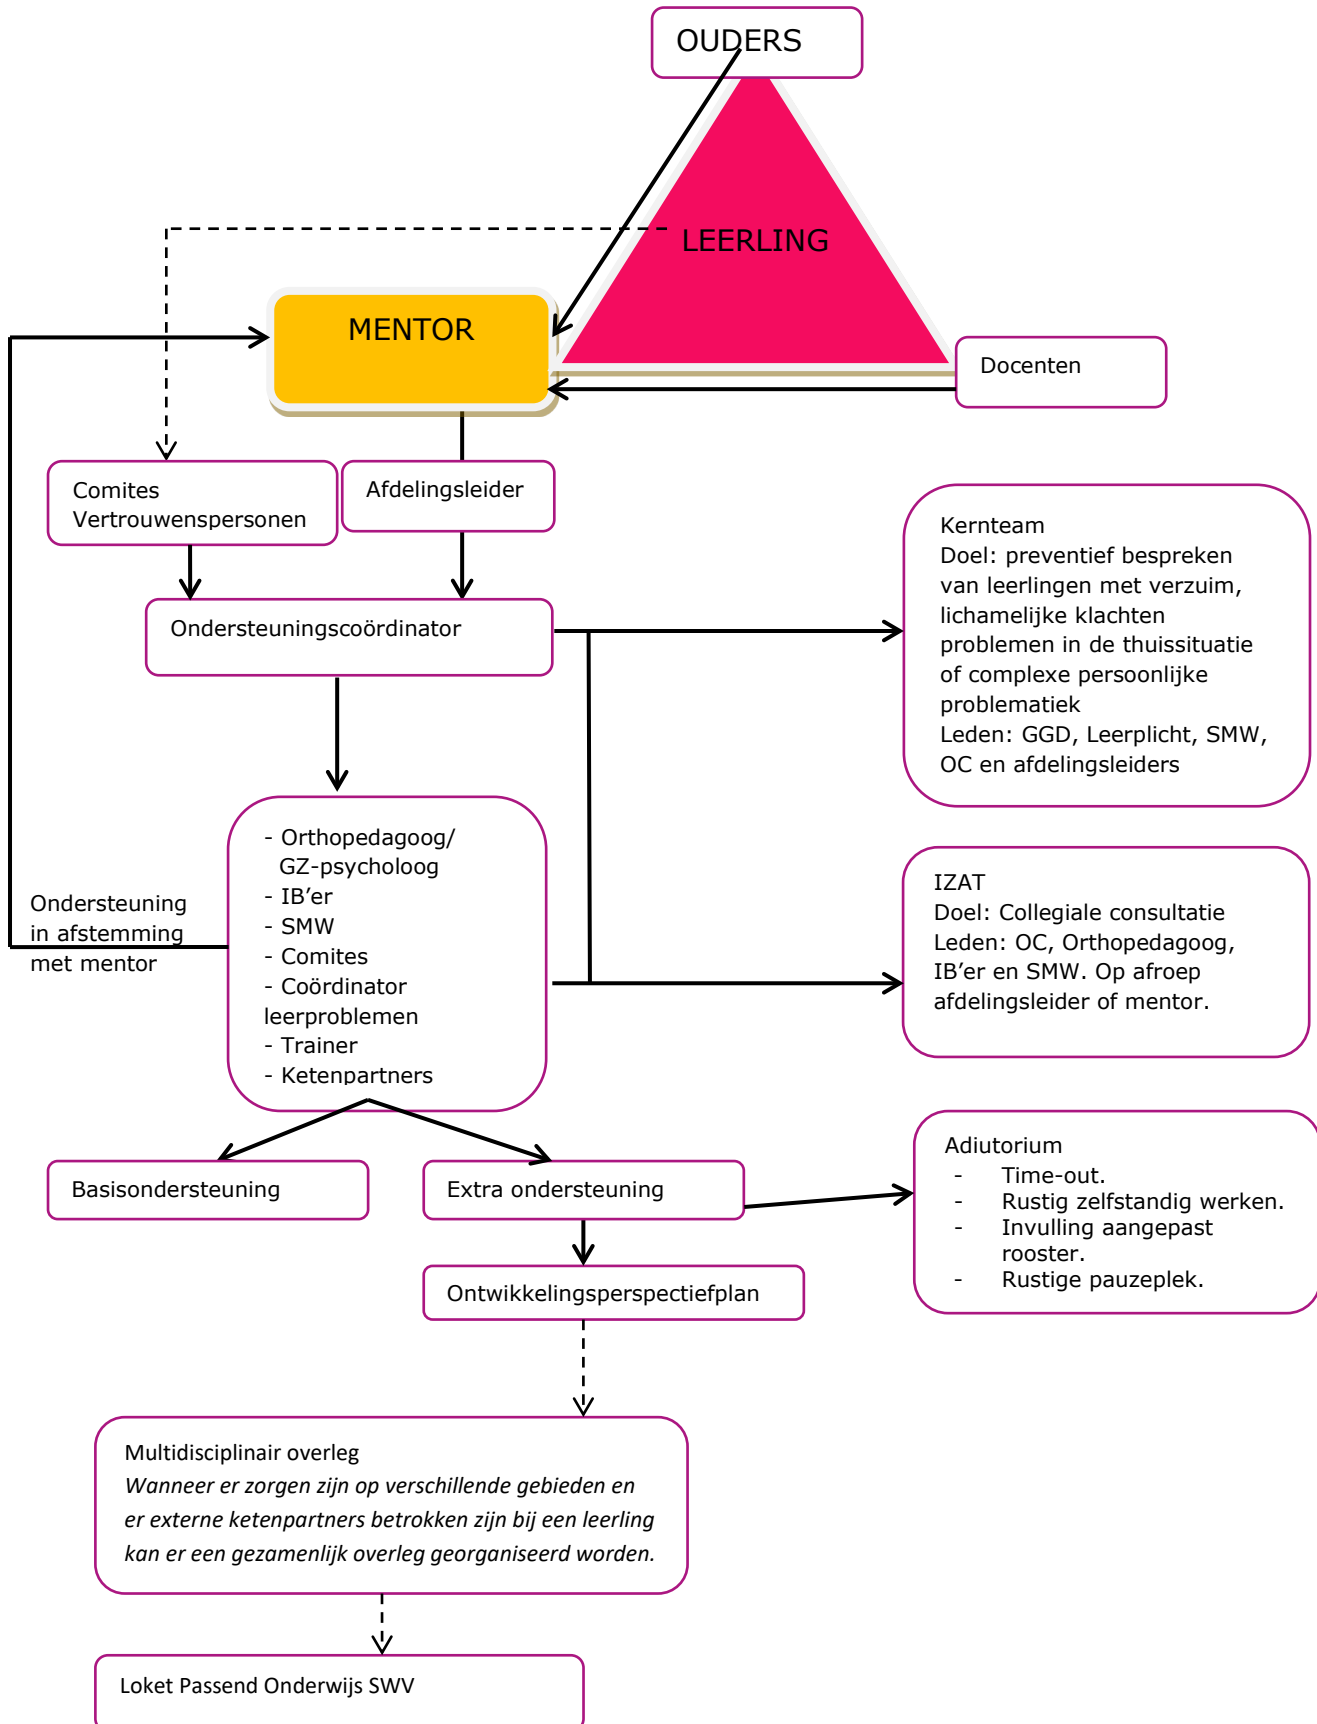 OUDERS
LEERLING
MENTOR
Docenten
Comites
Vertrouwenspersonen
Afdelingsleider
Ondersteuningscoördinator
Kernteam
Doel: preventief bespreken
van leerlingen met verzuim,
lichamelijke klachten
problemen in de thuissituatie
of complexe persoonlijke
problematiek
Leden: GGD, Leerplicht, SMW,
OC en afdelingsleiders
- Orthopedagoog/
GZ-psycholoog
- IB'er
- SMW
- Comites
- Coördinator
leerproblemen
- Trainer
- Ketenpartners
Ondersteuning
in afstemming
met mentor
IZAT
Doel: Collegiale consultatie
Leden: OC, Orthopedagoog,
IB'er en SMW. Op afroep
afdelingsleider of mentor.
Basisondersteuning
Extra ondersteuning
Adiutorium
- Time-out.
- Rustig zelfstandig werken.
- Invulling aangepast
rooster.
- Rustige pauzeplek.
Ontwikkelingsperspectiefplan
Multidisciplinair overleg
Wanneer er zorgen zijn op verschillende gebieden en
er externe ketenpartners betrokken zijn bij een leerling
kan er een gezamenlijk overleg georganiseerd worden.
Loket Passend Onderwijs SWV